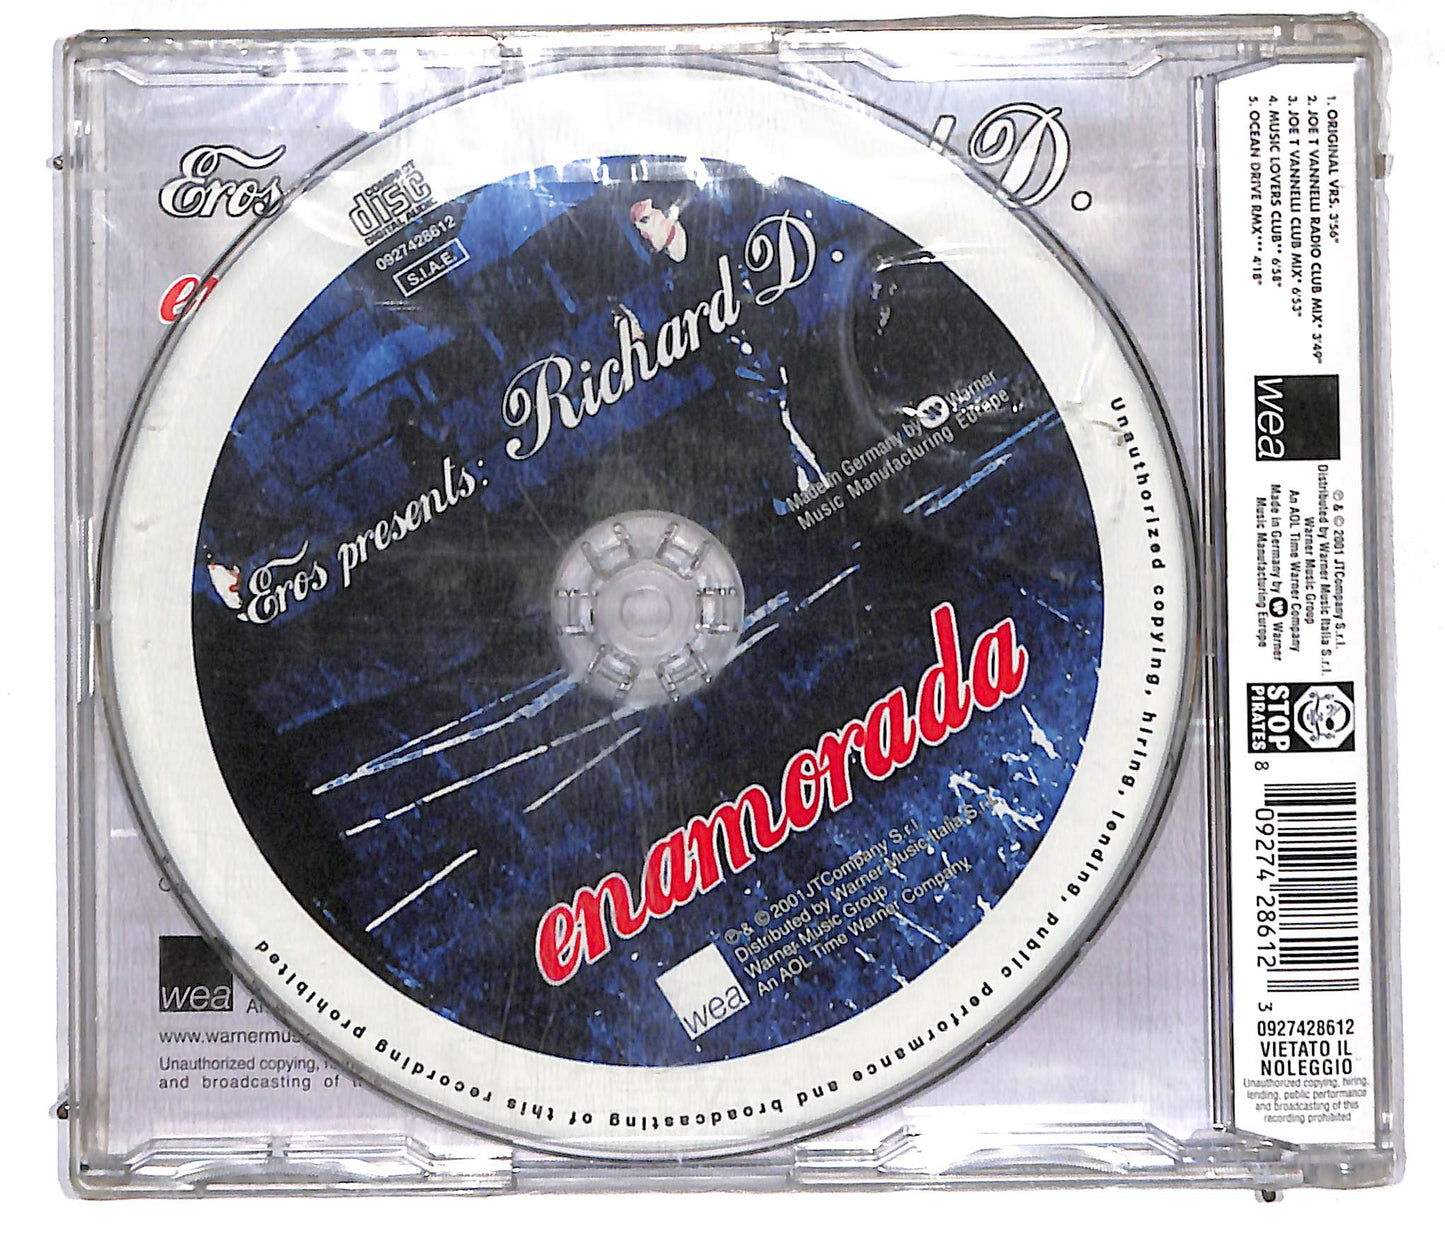 Eros
D.
COMPACT
disc
DIGITAL AUDIO
0927428612
S.I.A.E.
Eros presents: Richard D.
Made in Germany by Warner
Music Manufacturing Europe
enamorada
wea
℗ & © 2001 JTCompany S.r.l
Distributed by Warner Music Italia S.r.l.
Warner Music Group
An AOL Time Warner Company
Unauthorized copying, hiring, lending, public performance and broadcasting of this recording prohibited
wea
www.warnermus
Unauthorized copying,
and broadcasting of
1. ORIGINAL VRS. 3'56"
2. JOE T VANNELLI RADIO CLUB MIX* 3'49"
3. JOE T VANNELLI CLUB MIX* 6'53"
4. MUSIC LOVERS CLUB** 6'58"
5. OCEAN DRIVE RMX*** 4'18"
wea
℗ & © 2001 JTCompany S.r.l.
Distributed by Warner Music Italia S.r.l.
Warner Music Group
An AOL Time Warner Company
Made in Germany by Warner
Music Manufacturing Europe
STOP
PIRATES
8 09274 28612 3
0927428612
VIETATO IL
NOLEGGIO
Unauthorized copying, hiring,
lending, public performance
and broadcasting of this
recording prohibited